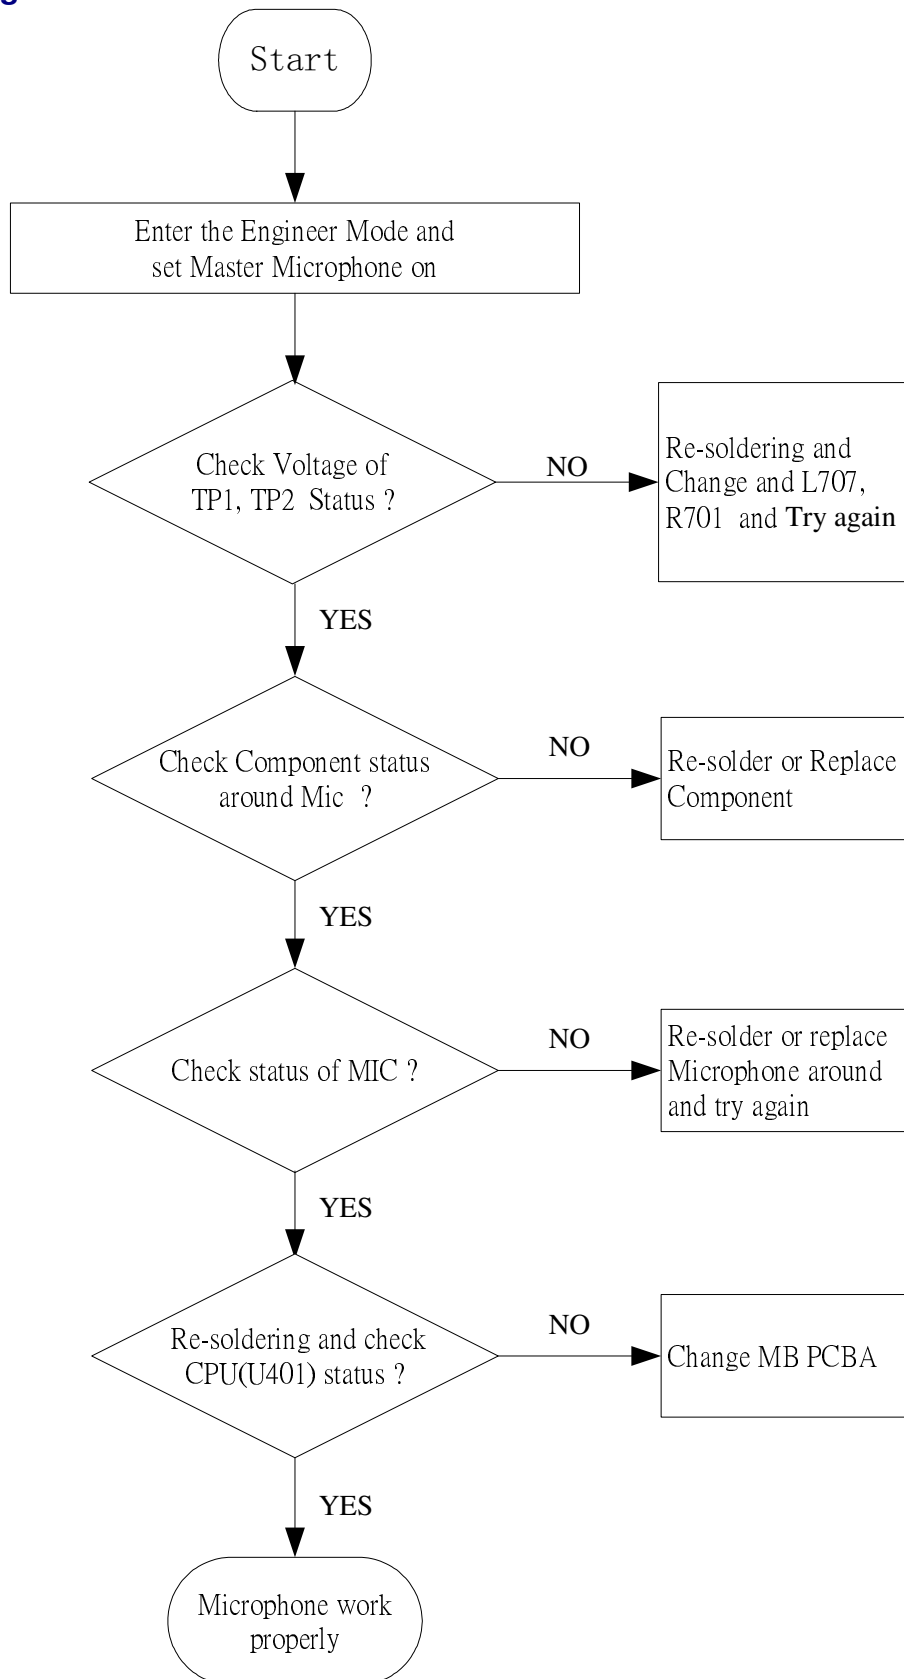 Start
Enter the Engineer Mode and
set Master Microphone on
Check Voltage of
TP1, TP2 Status ?
NO
Re-soldering and
Change and L707,
R701 and Try again
YES
Check Component status
around Mic ?
NO
Re-solder or Replace
Component
YES
Check status of MIC ?
NO
Re-solder or replace
Microphone around
and try again
YES
Re-soldering and check
CPU(U401) status ?
NO
Change MB PCBA
YES
Microphone work
properly